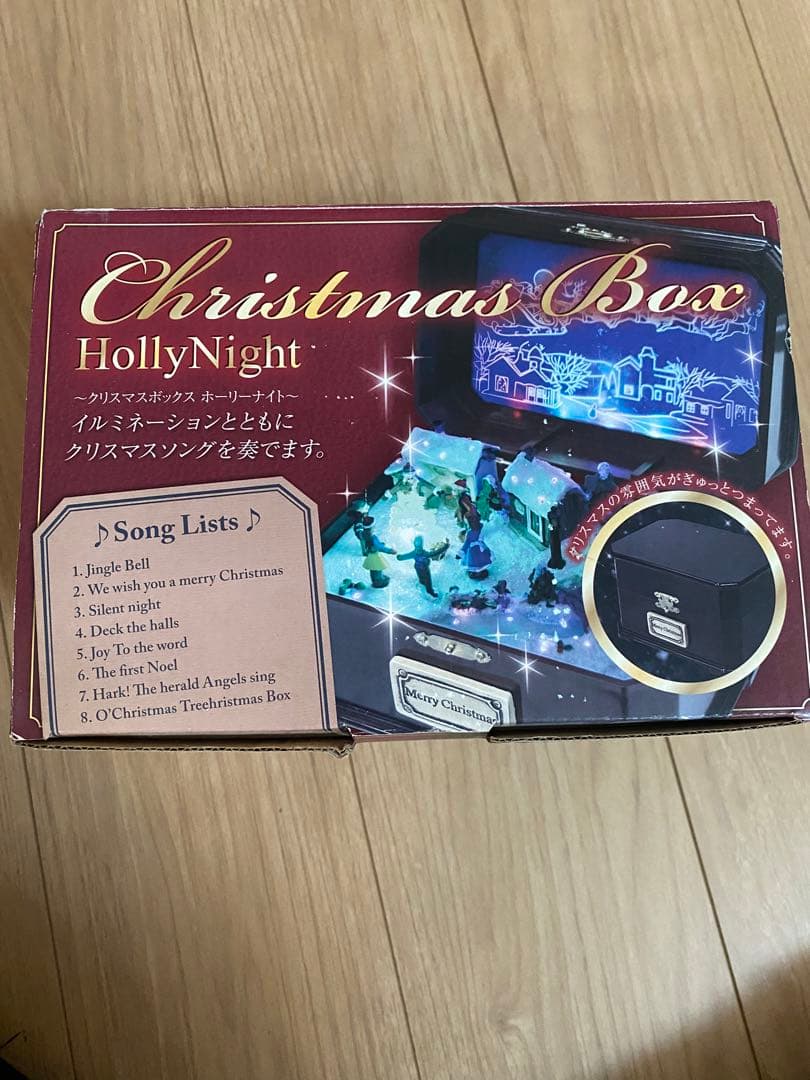 Christmas Box
HollyNight
～クリスマスボックス ホーリーナイト～
イルミネーションとともに
クリスマスソングを奏でます。
♪Song Lists♪
1. Jingle Bell
2. We wish you a merry Christmas
3. Silent night
4. Deck the halls
5. Joy To the word
6. The first Noel
7. Hark! The herald Angels sing
8. O'Christmas Treehristmas Box
クリスマスの雰囲気がぎゅっとつまってます。
Merry Christmas
Merry Christmas